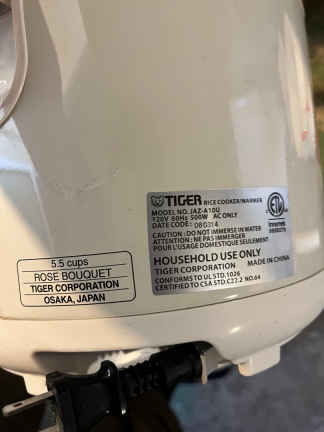 TIGER RICE COOKER/WARMER
MODEL NO.JAZ-A10U
120V 60Hz 500W AC ONLY
DATE CODE: 080314
CAUTION : DO NOT IMMERSE IN WATER
ATTENTION : NE PAS IMMERGER
POUR L'USAGE DOMESTIQUE SEULEMENT
HOUSEHOLD USE ONLY
TIGER CORPORATION MADE IN CHINA
CONFORMS TO UL STD.1026
CERTIFIED TO CSA STD.C22.2 NO.64
5.5 cups
ROSE BOUQUET
TIGER CORPORATION
OSAKA, JAPAN